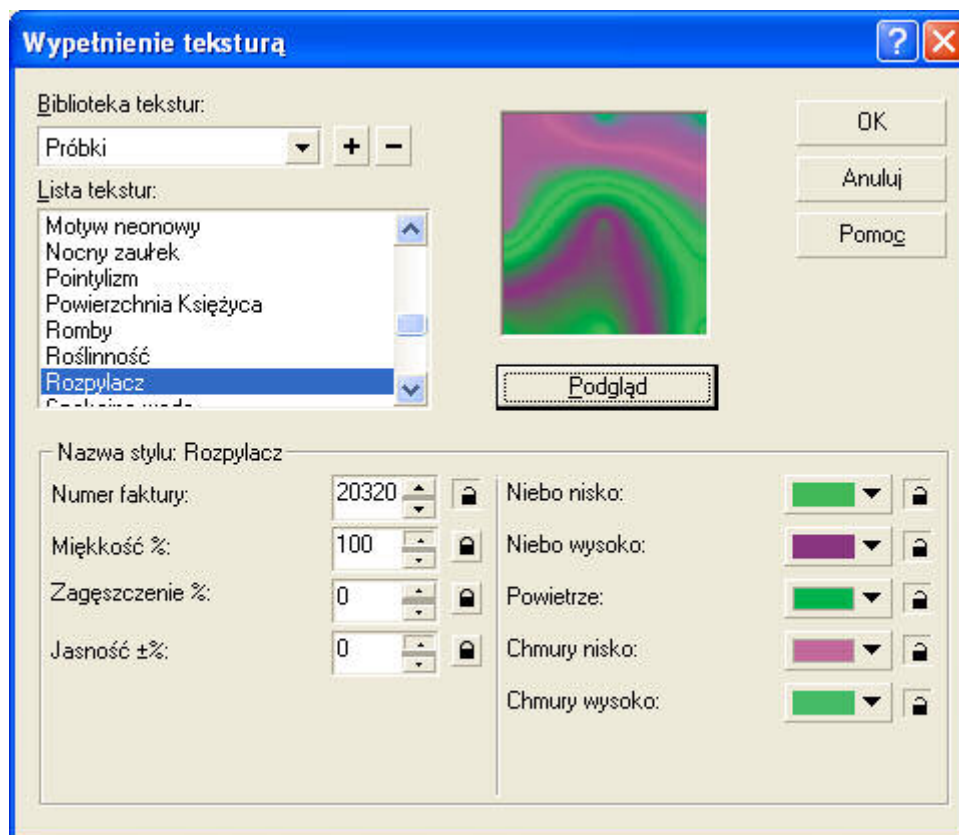 Wypełnienie teksturą
Biblioteka tekstur:
Próbki
Lista tekstur:
Motyw neonowy
Nocny zaułek
Pointylizm
Powierzchnia Księżyca
Romby
Roślinność
Rozpylacz
OK
Anuluj
Pomoc
Podgląd
Nazwa stylu: Rozpylacz
Numer faktury: 20320
Miękkość %: 100
Zagęszczenie %: 0
Jasność ±%: 0
Niebo nisko:
Niebo wysoko:
Powietrze:
Chmury nisko:
Chmury wysoko: